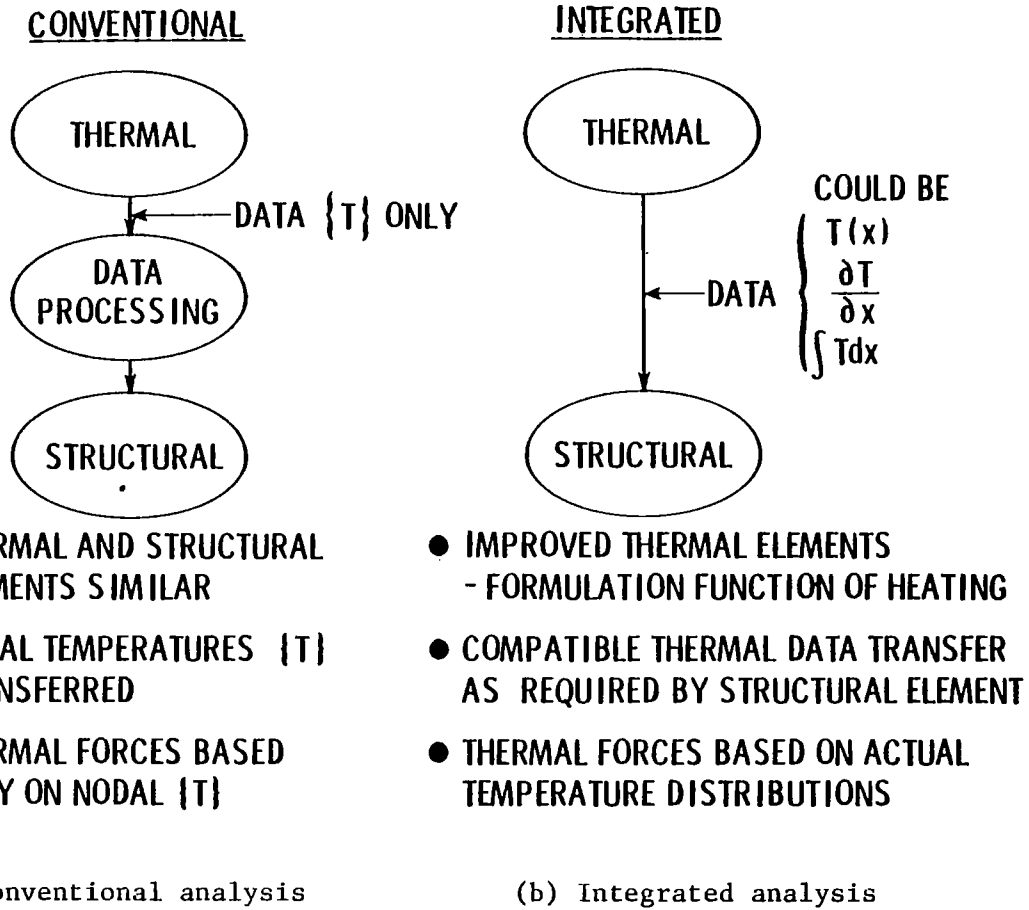 CONVENTIONAL
THERMAL
DATA {T} ONLY
DATA
PROCESSING
STRUCTURAL
RMAL AND STRUCTURAL
MENTS SIMILAR
AL TEMPERATURES {T}
NSFERRED
RMAL FORCES BASED
Y ON NODAL {T}
onventional analysis
INTEGRATED
THERMAL
COULD BE
DATA { T(x)
∂T
∂x
∫ Tdx
STRUCTURAL
● IMPROVED THERMAL ELEMENTS
- FORMULATION FUNCTION OF HEATING
● COMPATIBLE THERMAL DATA TRANSFER
AS REQUIRED BY STRUCTURAL ELEMENT
● THERMAL FORCES BASED ON ACTUAL
TEMPERATURE DISTRIBUTIONS
(b) Integrated analysis